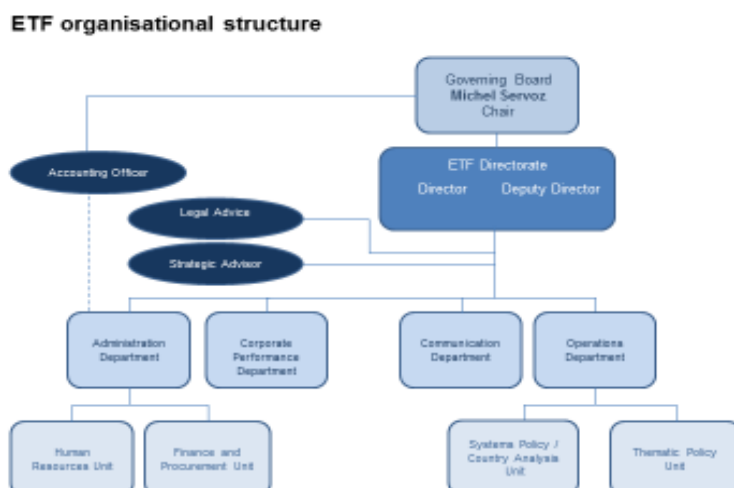 ETF organisational structure
Governing Board
Michel Servoz
Chair
Accounting Officer
ETF Directorate
Director Deputy Director
Legal Advice
Strategic Advisor
Administration
Department
Corporate
Performance
Department
Communication
Department
Operations
Department
Human
Resources Unit
Finance and
Procurement Unit
Systems Policy /
Country Analysis
Unit
Thematic Policy
Unit